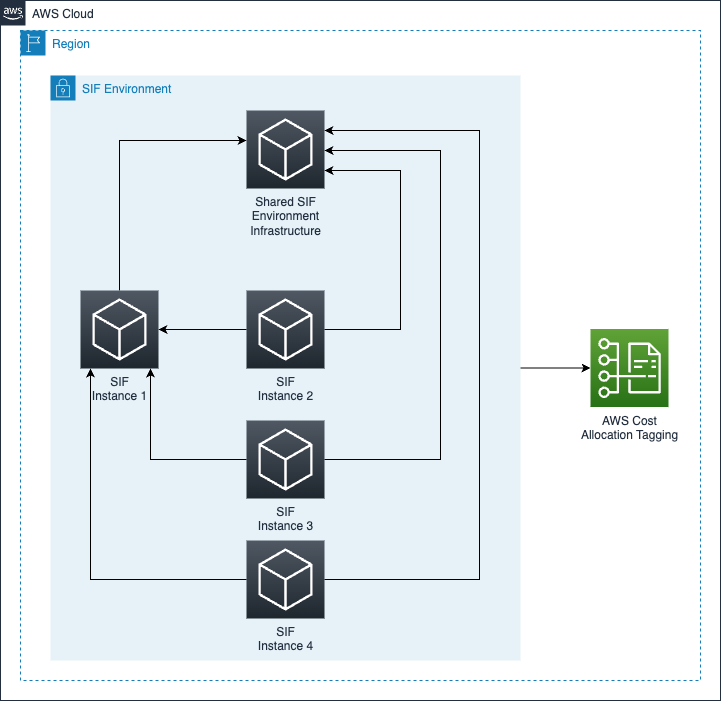 aws
AWS Cloud
Region
SIF Environment
Shared SIF
Environment
Infrastructure
SIF
Instance 1
SIF
Instance 2
SIF
Instance 3
SIF
Instance 4
AWS Cost
Allocation Tagging